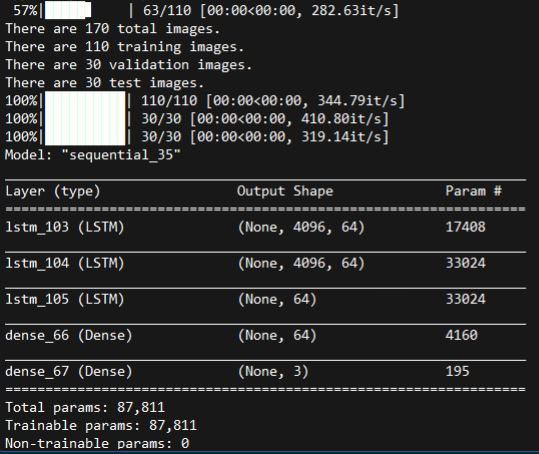 57%|█████     | 63/110 [00:00<00:00, 282.63it/s]
There are 170 total images.
There are 110 training images.
There are 30 validation images.
There are 30 test images.
100%|██████████| 110/110 [00:00<00:00, 344.79it/s]
100%|██████████| 30/30 [00:00<00:00, 410.80it/s]
100%|██████████| 30/30 [00:00<00:00, 319.14it/s]
Model: "sequential_35"
Layer (type) Output Shape Param #
lstm_103 (LSTM) (None, 4096, 64) 17408
lstm_104 (LSTM) (None, 4096, 64) 33024
lstm_105 (LSTM) (None, 64) 33024
dense_66 (Dense) (None, 64) 4160
dense_67 (Dense) (None, 3) 195
Total params: 87,811
Trainable params: 87,811
Non-trainable params: 0